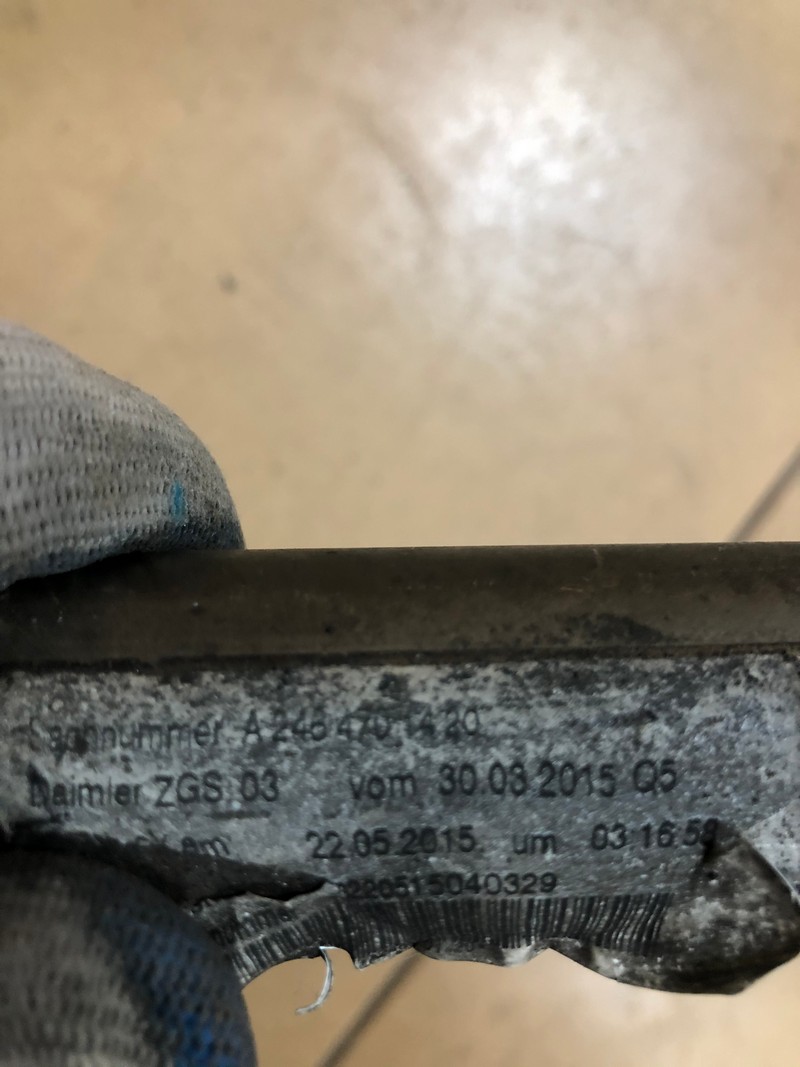 Sachnummer A 246 470 14 20
Daimler ZGS: 03 vom 30.03.2015 Q5
am 22.05.2015 um 03:16:59
220515040329